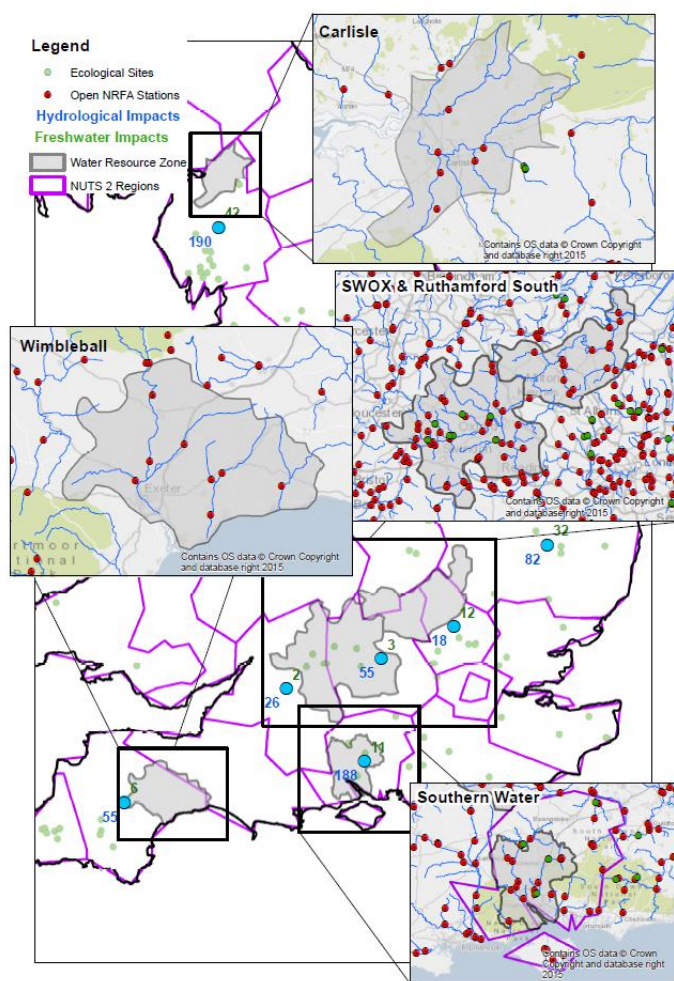 Legend
Ecological Sites
Open NRFA Stations
Hydrological Impacts
Freshwater Impacts
Water Resource Zone
NUTS 2 Regions
Carlisle
Carlisle
Contains OS data © Crown Copyright
and database right 2015
42
190
SWOX & Ruthamford South
Contains OS data © Crown Copyright
and database right 2015
Wimbleball
Exeter
Contains OS data © Crown Copyright
and database right 2015
32
82
12
18
3
55
2
26
11
188
6
55
Southern Water
Contains OS data © Crown
Copyright and database right
2015